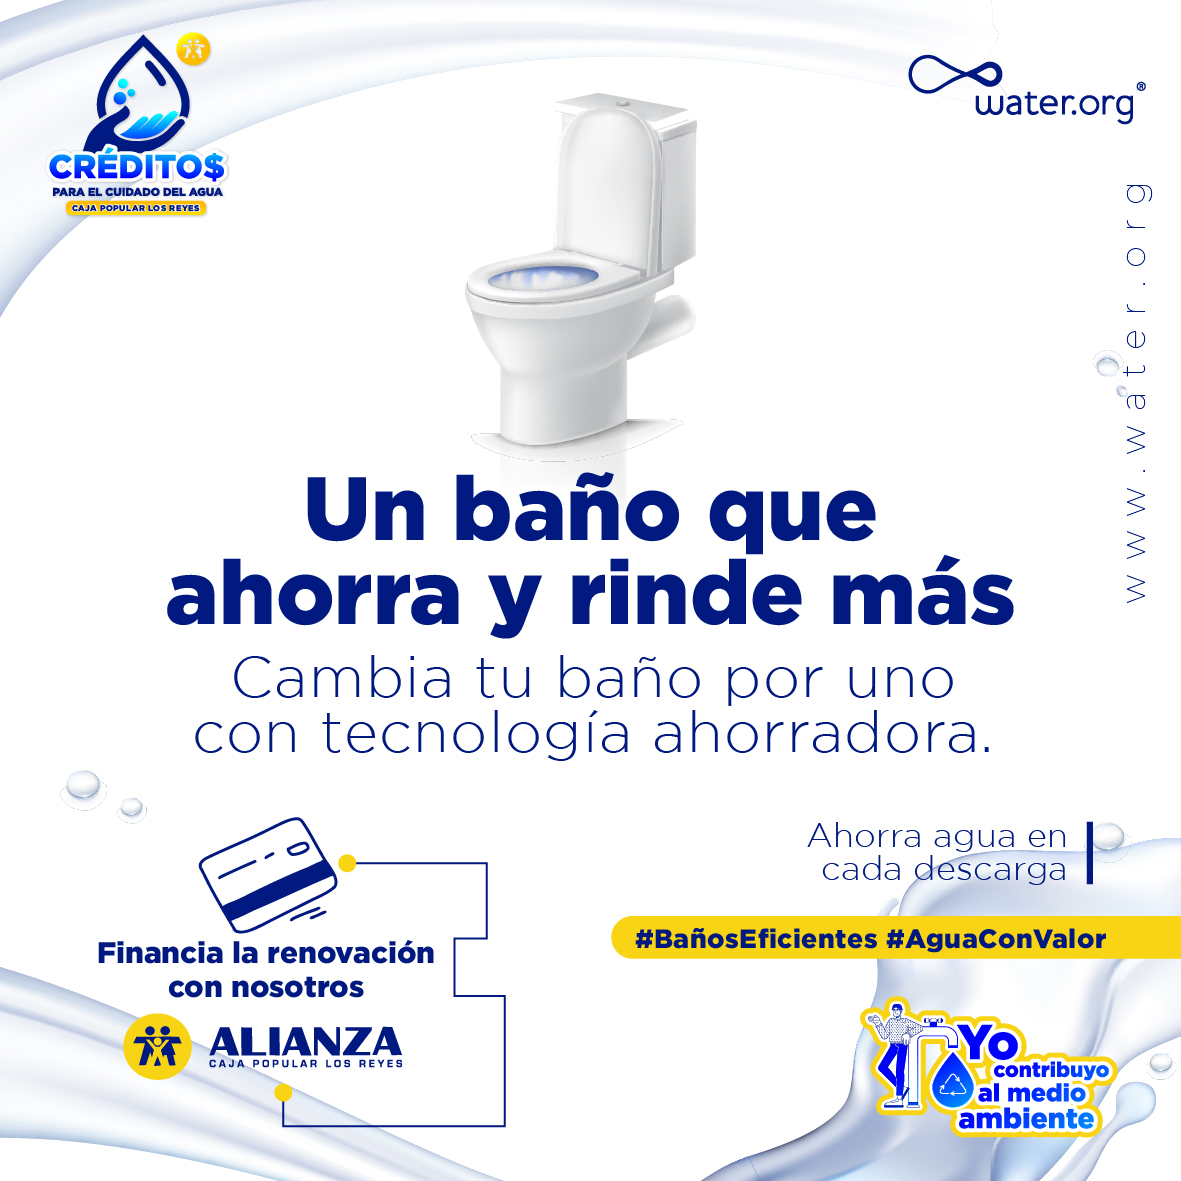 CRÉDITO$
PARA EL CUIDADO DEL AGUA
CAJA POPULAR LOS REYES
water.org®
www.water.org
Un baño que
ahorra y rinde más
Cambia tu baño por uno
con tecnología ahorradora.
Ahorra agua en
cada descarga
#BañosEficientes #AguaConValor
Financia la renovación
con nosotros
ALIANZA
CAJA POPULAR LOS REYES
Yo
contribuyo
al medio
ambiente